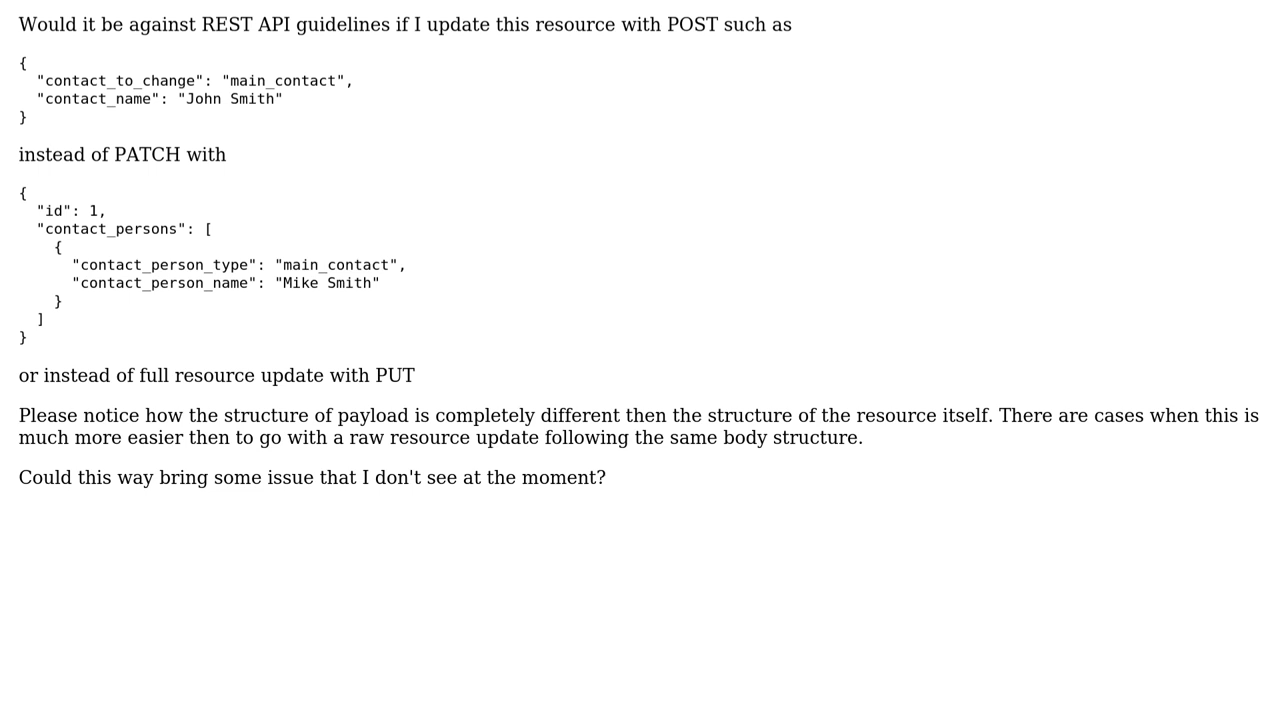 Would it be against REST API guidelines if I update this resource with POST such as
{
  "contact_to_change": "main_contact",
  "contact_name": "John Smith"
}
instead of PATCH with
{
  "id": 1,
  "contact_persons": [
    {
      "contact_person_type": "main_contact",
      "contact_person_name": "Mike Smith"
    }
  ]
}
or instead of full resource update with PUT
Please notice how the structure of payload is completely different then the structure of the resource itself. There are cases when this is
much more easier then to go with a raw resource update following the same body structure.
Could this way bring some issue that I don't see at the moment?